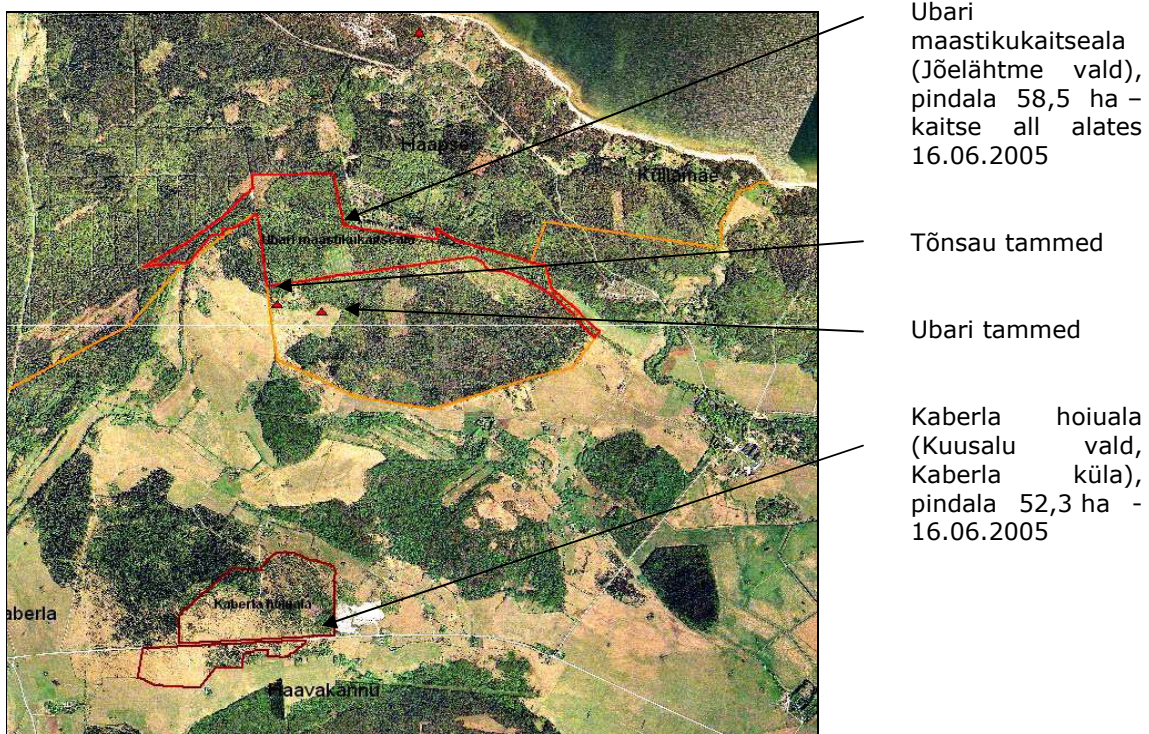 Ubari
maastikukaitseala
(Jõelähtme vald),
pindala 58,5 ha –
kaitse all alates
16.06.2005
Haapse
Küllamäe
Ubari maastikukaitseala
Tõnsau tammed
Ubari tammed
Kaberla hoiuala
(Kuusalu vald,
Kaberla küla),
pindala 52,3 ha -
16.06.2005
Kaberla hoiuala
aberla
Haavakannu